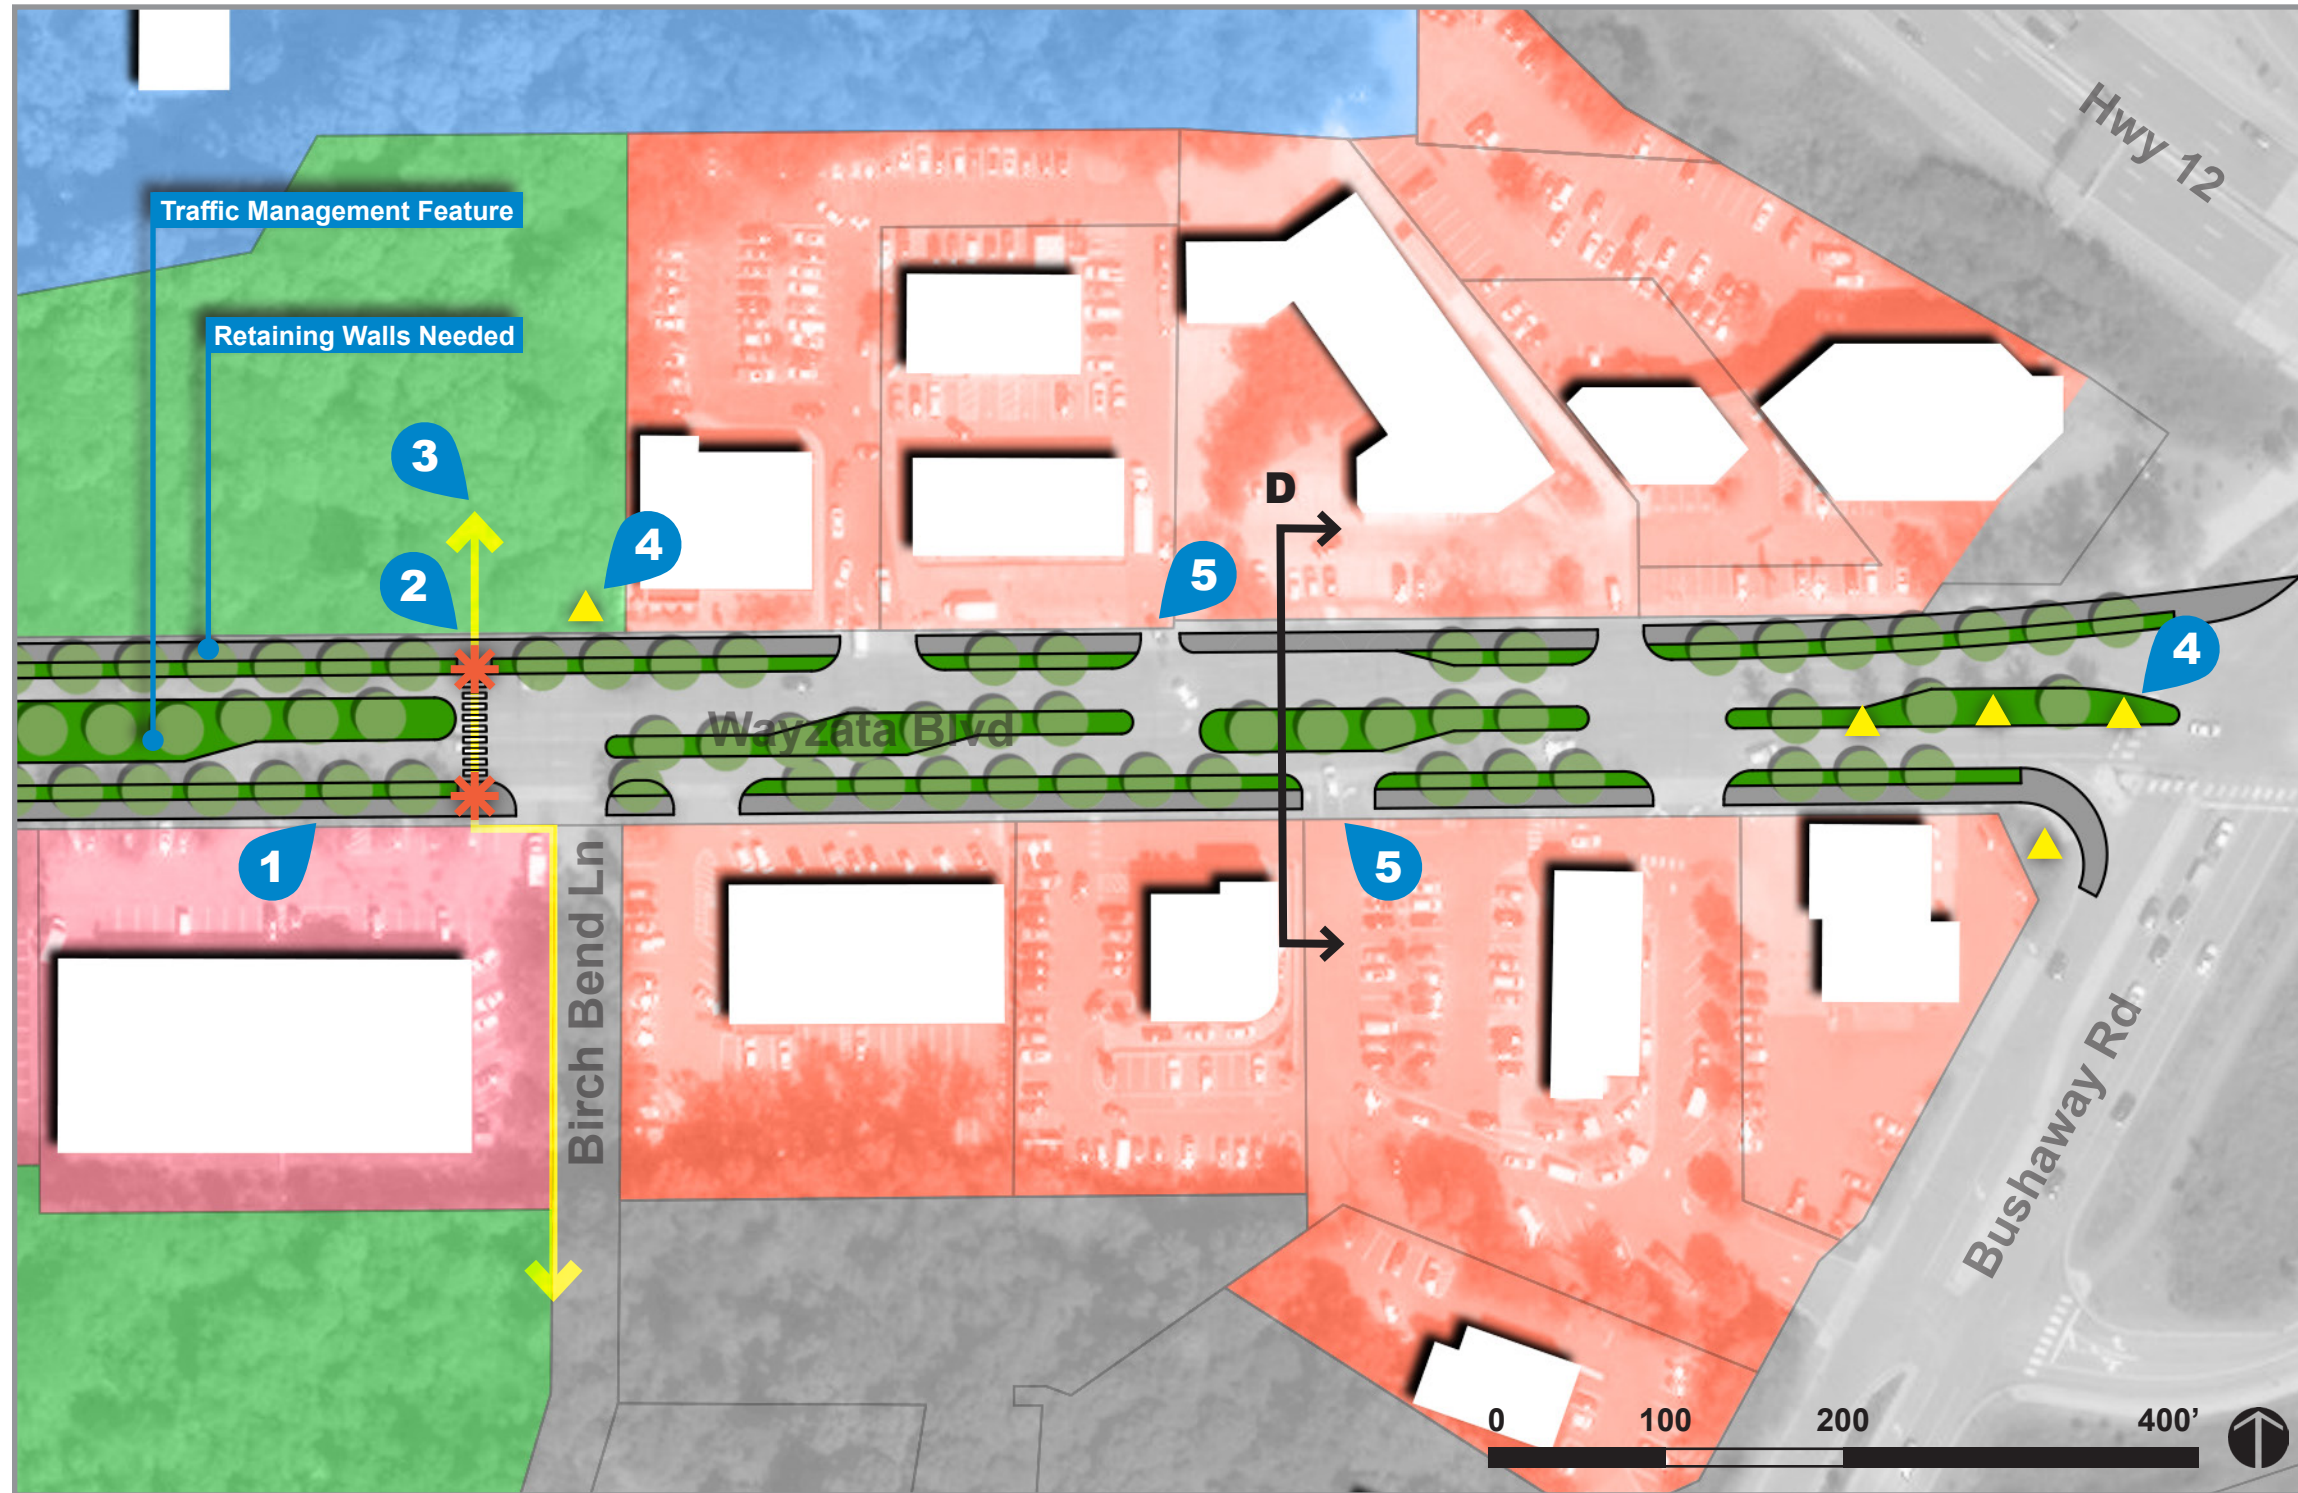 Hwy 12
Traffic Management Feature
Retaining Walls Needed
3
D
4
2
5
4
Wayzata Blvd
1
5
Birch Bend Ln
Bushaway Rd
0 100 200 400’